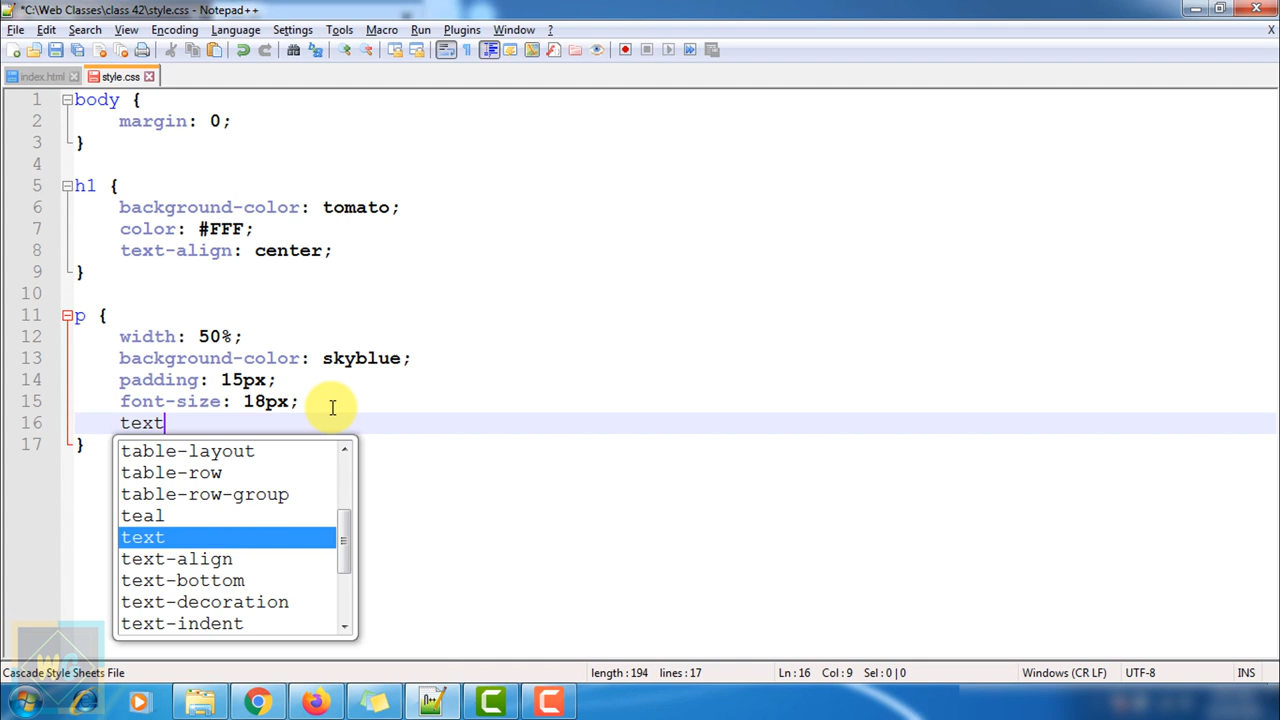 *C:\Web Classes\class 42\style.css - Notepad++
File Edit Search View Encoding Language Settings Tools Macro Run Plugins Window ? X
index.html style.css
1 body {
2 margin: 0;
3 }
4
5 h1 {
6 background-color: tomato;
7 color: #FFF;
8 text-align: center;
9 }
10
11 p {
12 width: 50%;
13 background-color: skyblue;
14 padding: 15px;
15 font-size: 18px;
16 text
17 }
table-layout
table-row
table-row-group
teal
text
text-align
text-bottom
text-decoration
text-indent
Cascade Style Sheets File length : 194 lines : 17 Ln : 16 Col : 9 Sel : 0 | 0 Windows (CR LF) UTF-8 INS